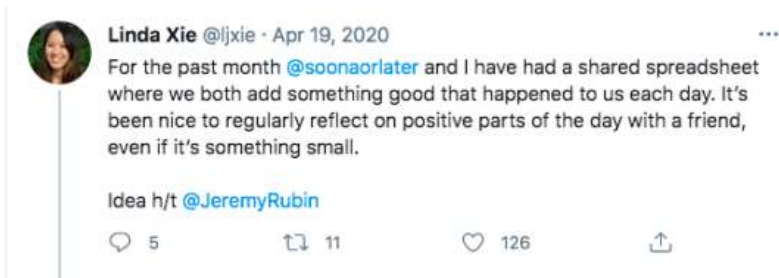 Linda Xie @ljxie · Apr 19, 2020
For the past month @soonaorlater and I have had a shared spreadsheet
where we both add something good that happened to us each day. It's
been nice to regularly reflect on positive parts of the day with a friend,
even if it's something small.
Idea h/t @JeremyRubin
5 11 126